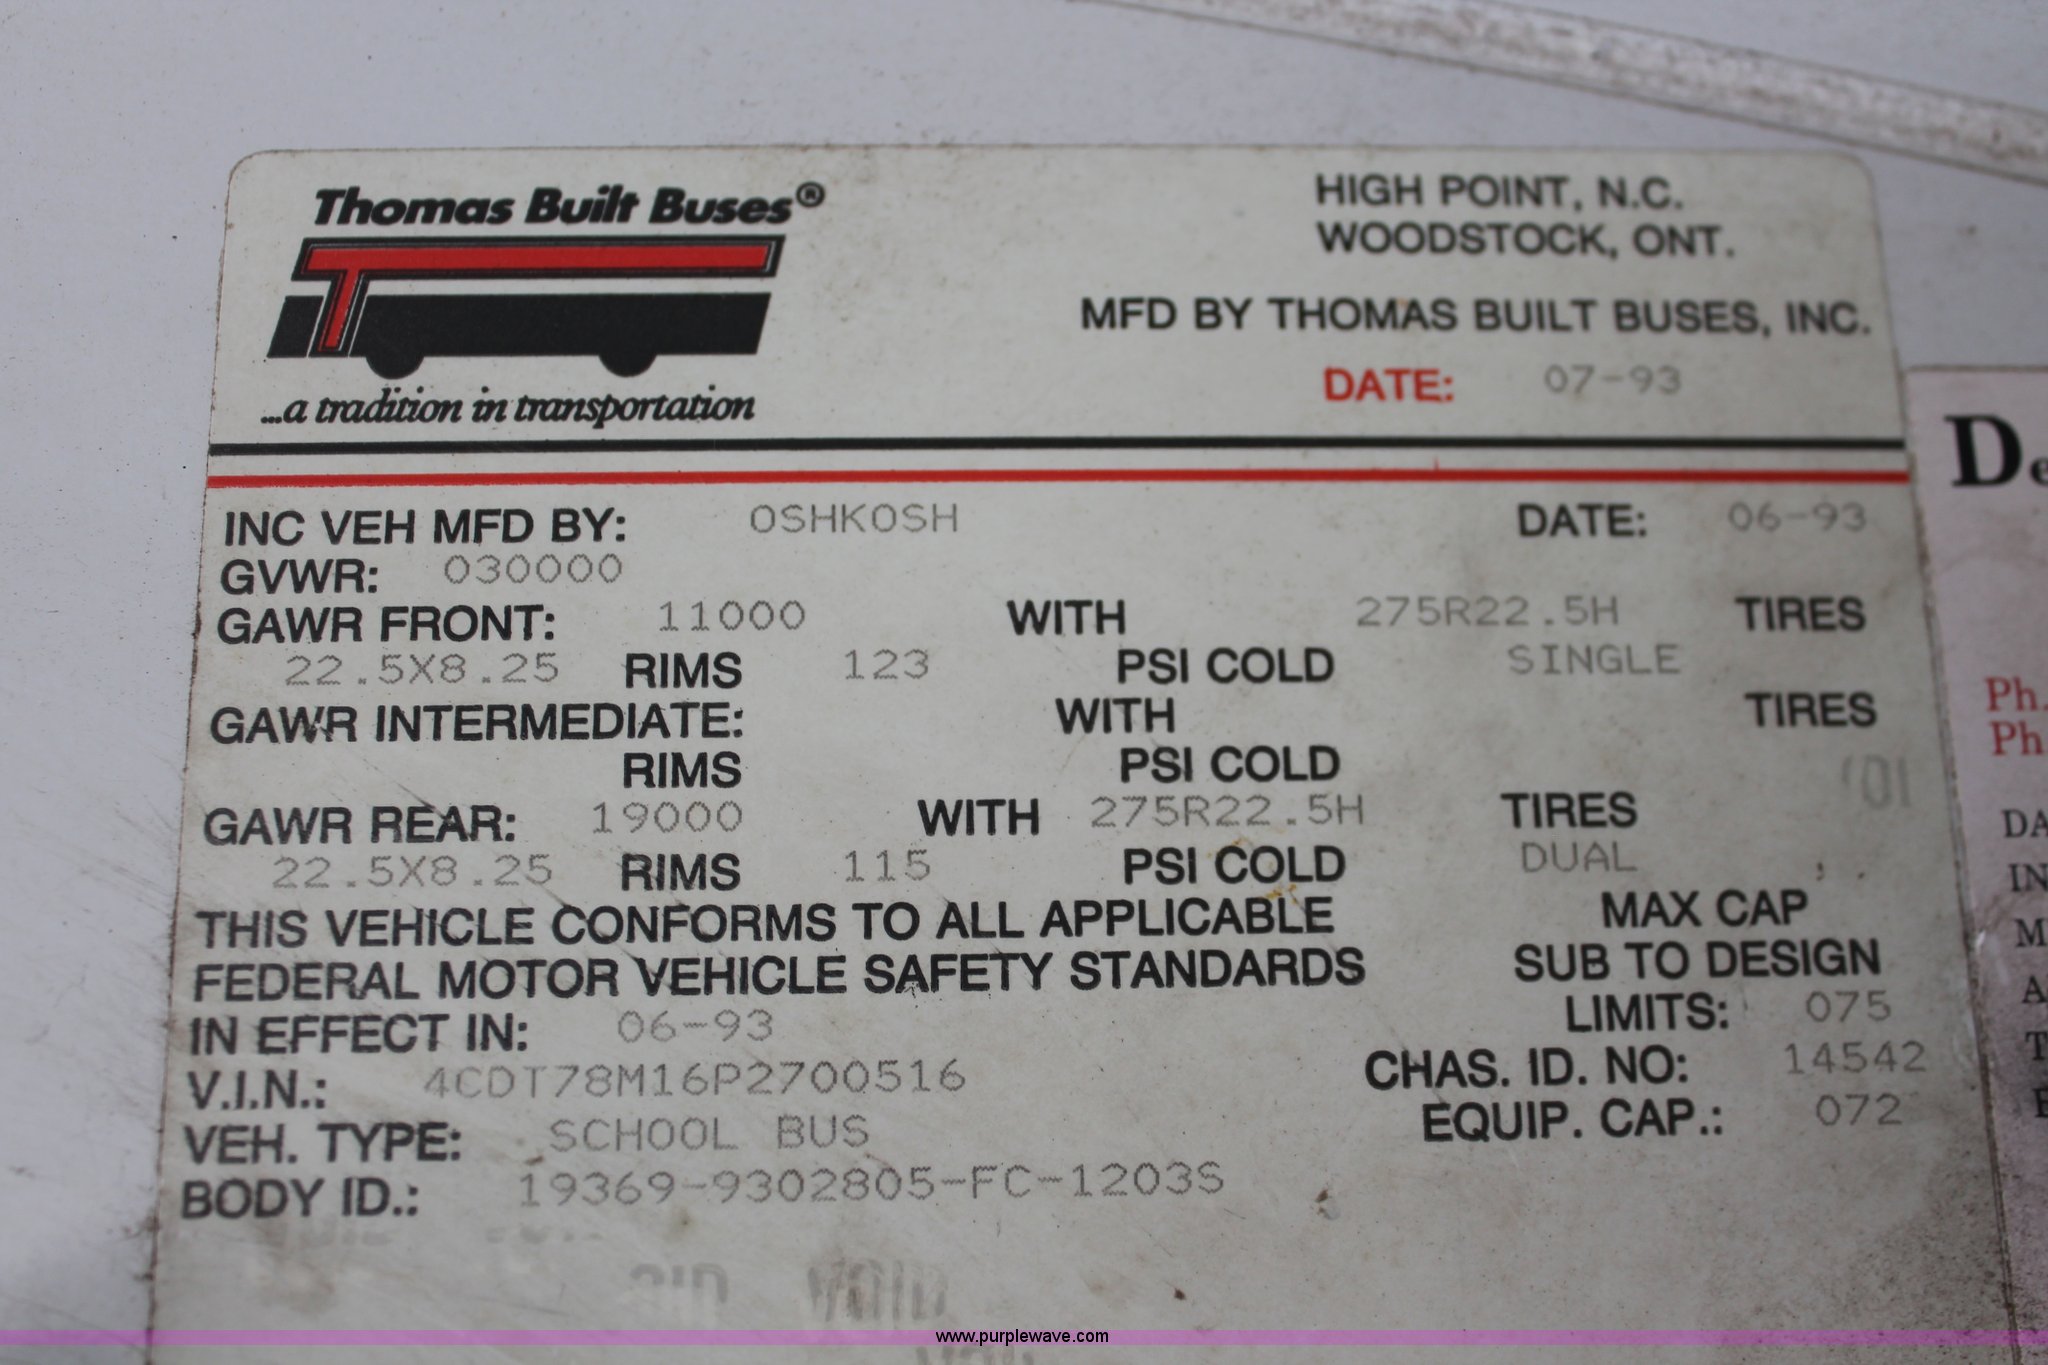 Thomas Built Buses®
...a tradition in transportation
HIGH POINT, N.C.
WOODSTOCK, ONT.
MFD BY THOMAS BUILT BUSES, INC.
DATE: 07-93
INC VEH MFD BY: OSHKOSH DATE: 06-93
GVWR: 030000
GAWR FRONT: 11000 WITH 275R22.5H TIRES
22.5X8.25 RIMS 123 PSI COLD SINGLE
GAWR INTERMEDIATE: WITH TIRES
RIMS PSI COLD
GAWR REAR: 19000 WITH 275R22.5H TIRES
22.5X8.25 RIMS 115 PSI COLD DUAL
THIS VEHICLE CONFORMS TO ALL APPLICABLE
FEDERAL MOTOR VEHICLE SAFETY STANDARDS
IN EFFECT IN: 06-93
MAX CAP
SUB TO DESIGN
LIMITS: 075
V.I.N.: 4CDT78M16P2700516
CHAS. ID. NO: 14542
VEH. TYPE: SCHOOL BUS
EQUIP. CAP.: 072
BODY ID.: 19369-9302805-FC-1203S
Ph.
Ph
www.purplewave.com